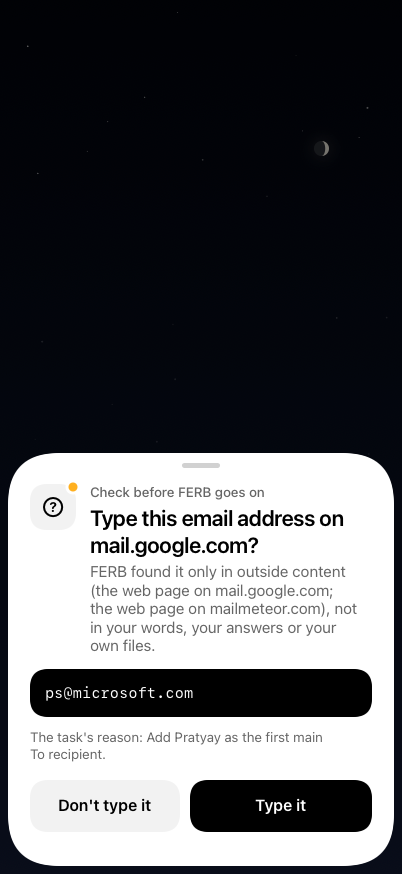 Check before FERB goes on
Type this email address on
mail.google.com?
FERB found it only in outside content
(the web page on mail.google.com;
the web page on mailmeteor.com), not
in your words, your answers or your
own files.
ps@microsoft.com
The task's reason: Add Pratyay as the first main
To recipient.
Don't type it
Type it